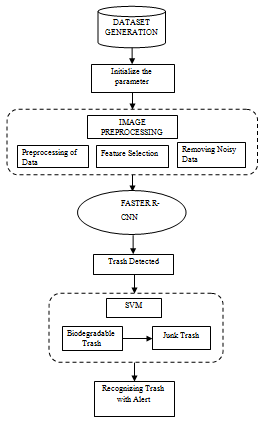 DATASET
GENERATION
Initialize the
parameter
IMAGE
PREPROCESSING
Preprocessing of
Data
Feature Selection
Removing Noisy
Data
FASTER R-
CNN
Trash Detected
SVM
Biodegradable
Trash
Junk Trash
Recognizing Trash
with Alert